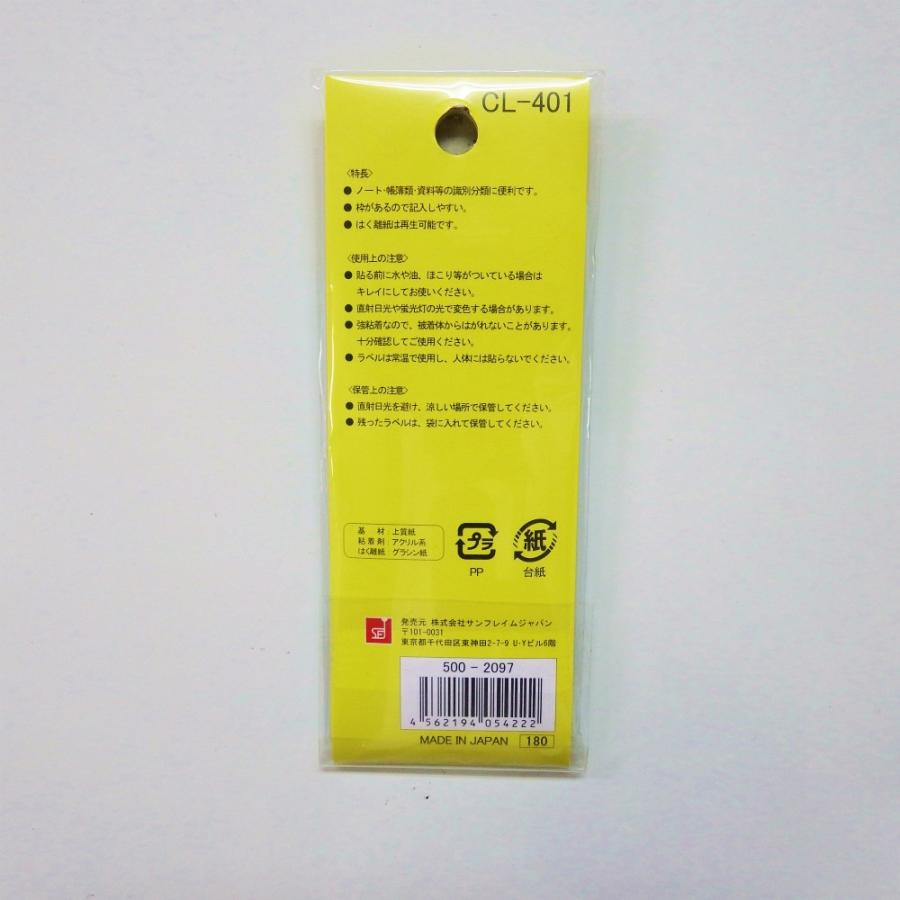 CL-401
〈特長〉
● ノート・帳簿類・資料等の識別分類に便利です。
● 枠があるので記入しやすい。
● はく離紙は再生可能です。
〈使用上の注意〉
● 貼る前に水や油、ほこり等がついている場合は
キレイにしてお使いください。
● 直射日光や蛍光灯の光で変色する場合があります。
● 強粘着なので、被着体からはがれないことがあります。
十分確認してご使用ください。
● ラベルは常温で使用し、人体には貼らないでください。
〈保管上の注意〉
● 直射日光を避け、涼しい場所で保管してください。
● 残ったラベルは、袋に入れて保管してください。
基材：上質紙
粘着剤：アクリル系
はく離紙：グラシン紙
プラ
PP
紙
台紙
発売元 株式会社サンフレイムジャパン
〒101-0031
東京都千代田区東神田2-7-9 U・Yビル6階
500-2097
4 562194 054222
MADE IN JAPAN 180